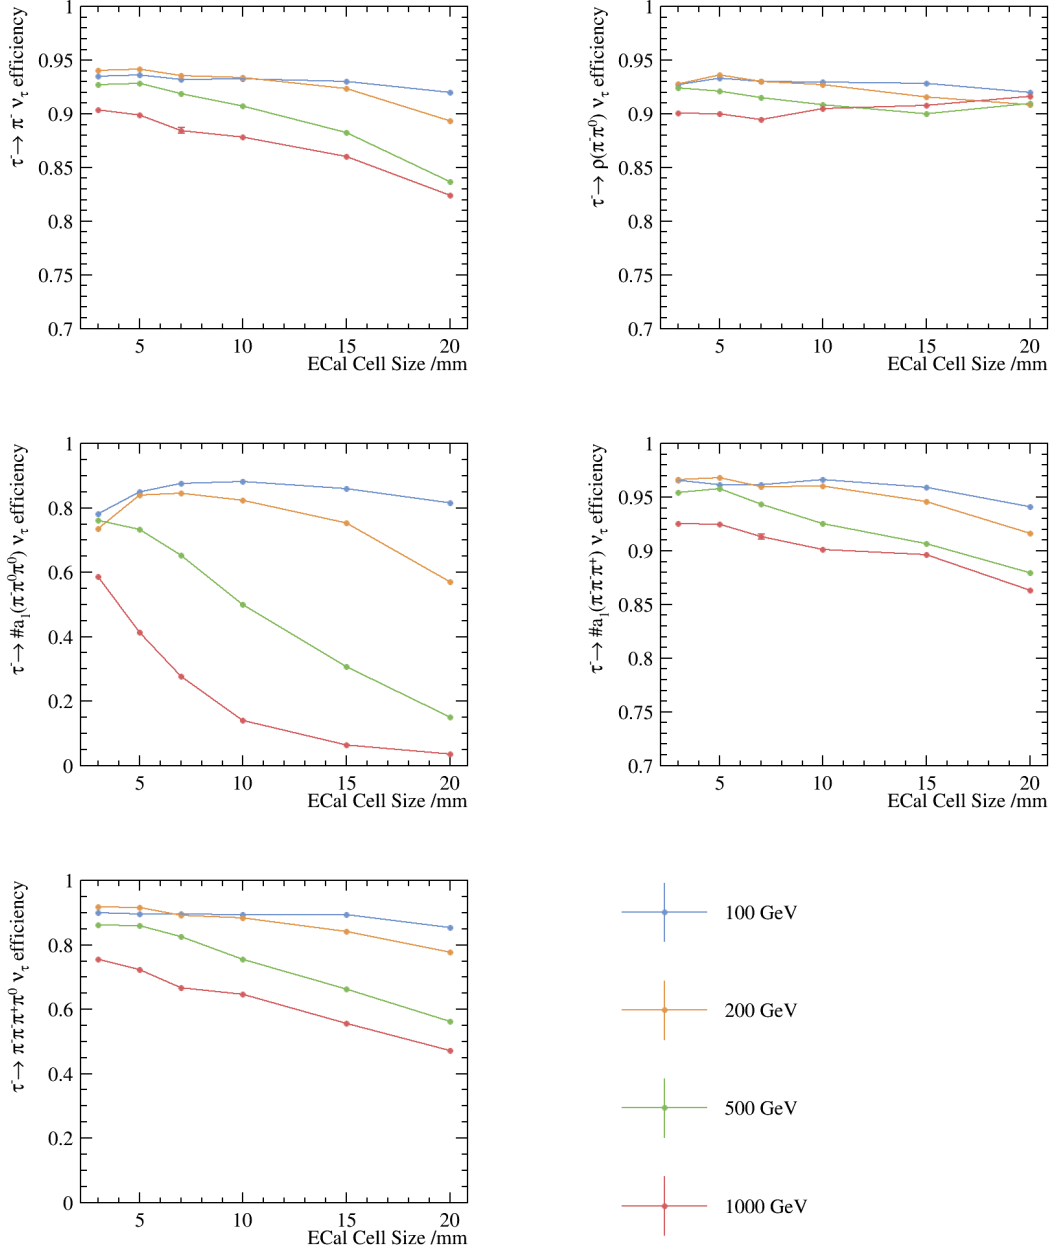 τ⁻→ π⁻ ν_τ efficiency
1
0.95
0.9
0.85
0.8
0.75
0.7
5 10 15 20
ECal Cell Size /mm
τ⁻→ ρ(π⁻π⁰) ν_τ efficiency
1
0.95
0.9
0.85
0.8
0.75
0.7
5 10 15 20
ECal Cell Size /mm
τ⁻→ #a₁(π⁻π⁰π⁰) ν_τ efficiency
1
0.8
0.6
0.4
0.2
0
5 10 15 20
ECal Cell Size /mm
τ⁻→ #a₁(π⁻π⁻π⁺) ν_τ efficiency
1
0.95
0.9
0.85
0.8
0.75
0.7
5 10 15 20
ECal Cell Size /mm
τ⁻→ π⁻π⁻π⁺π⁰ ν_τ efficiency
1
0.8
0.6
0.4
0.2
0
5 10 15 20
ECal Cell Size /mm
100 GeV
200 GeV
500 GeV
1000 GeV